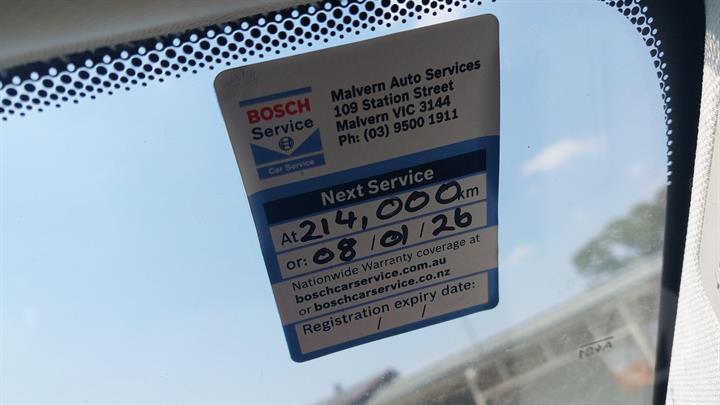 BOSCH
Service
Car Service
Malvern Auto Services
109 Station Street
Malvern VIC 3144
Ph: (03) 9500 1911
Next Service
At 214,000 km
or: 08 / 01 / 26
Nationwide Warranty coverage at
boschcarservice.com.au
or boschcarservice.co.nz
Registration expiry date:
/ /